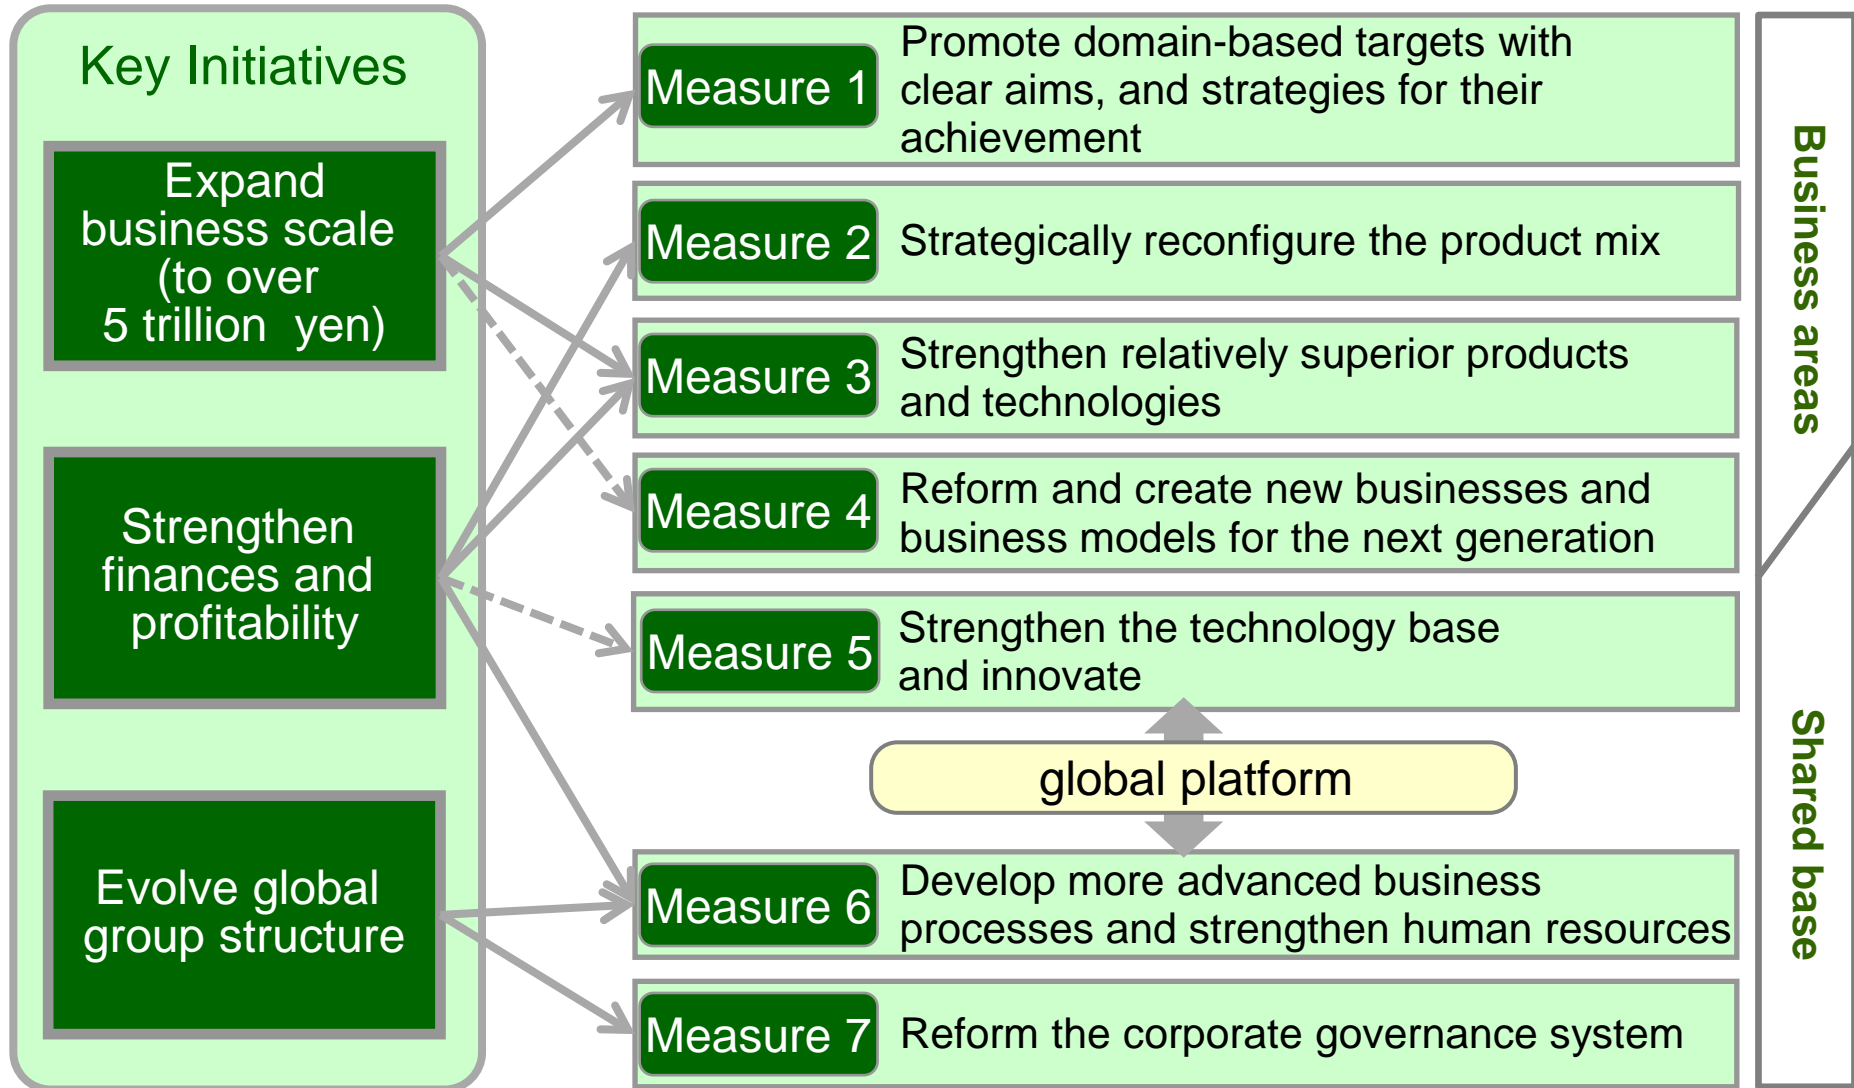 Key Initiatives
Expand
business scale
(to over
5 trillion yen)
Strengthen
finances and
profitability
Evolve global
group structure
Measure 1
Promote domain-based targets with
clear aims, and strategies for their
achievement
Measure 2
Strategically reconfigure the product mix
Measure 3
Strengthen relatively superior products
and technologies
Measure 4
Reform and create new businesses and
business models for the next generation
Measure 5
Strengthen the technology base
and innovate
global platform
Measure 6
Develop more advanced business
processes and strengthen human resources
Measure 7
Reform the corporate governance system
Business areas
Shared base